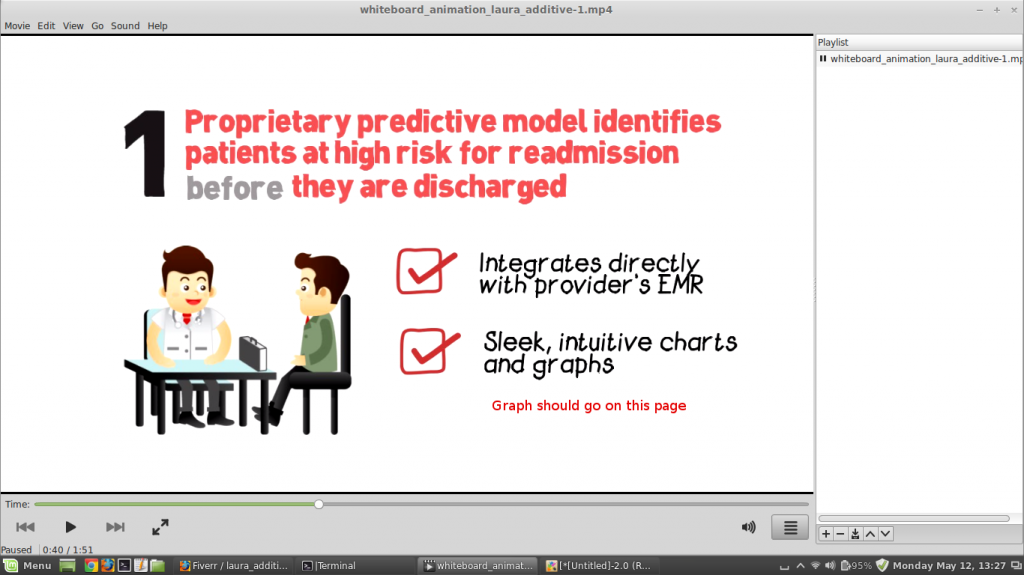 whiteboard_animation_laura_additive-1.mp4
Movie Edit View Go Sound Help
Playlist
whiteboard_animation_laura_additive-1.mp
1
Proprietary predictive model identifies
patients at high risk for readmission
before they are discharged
Integrates directly
with provider's EMR
Sleek, intuitive charts
and graphs
Graph should go on this page
Time:
Paused 0:40 / 1:51
Menu
Fiverr / laura_additi...
Terminal
whiteboard_animat...
[*[Untitled]-2.0 (R...
95%
Monday May 12, 13:27